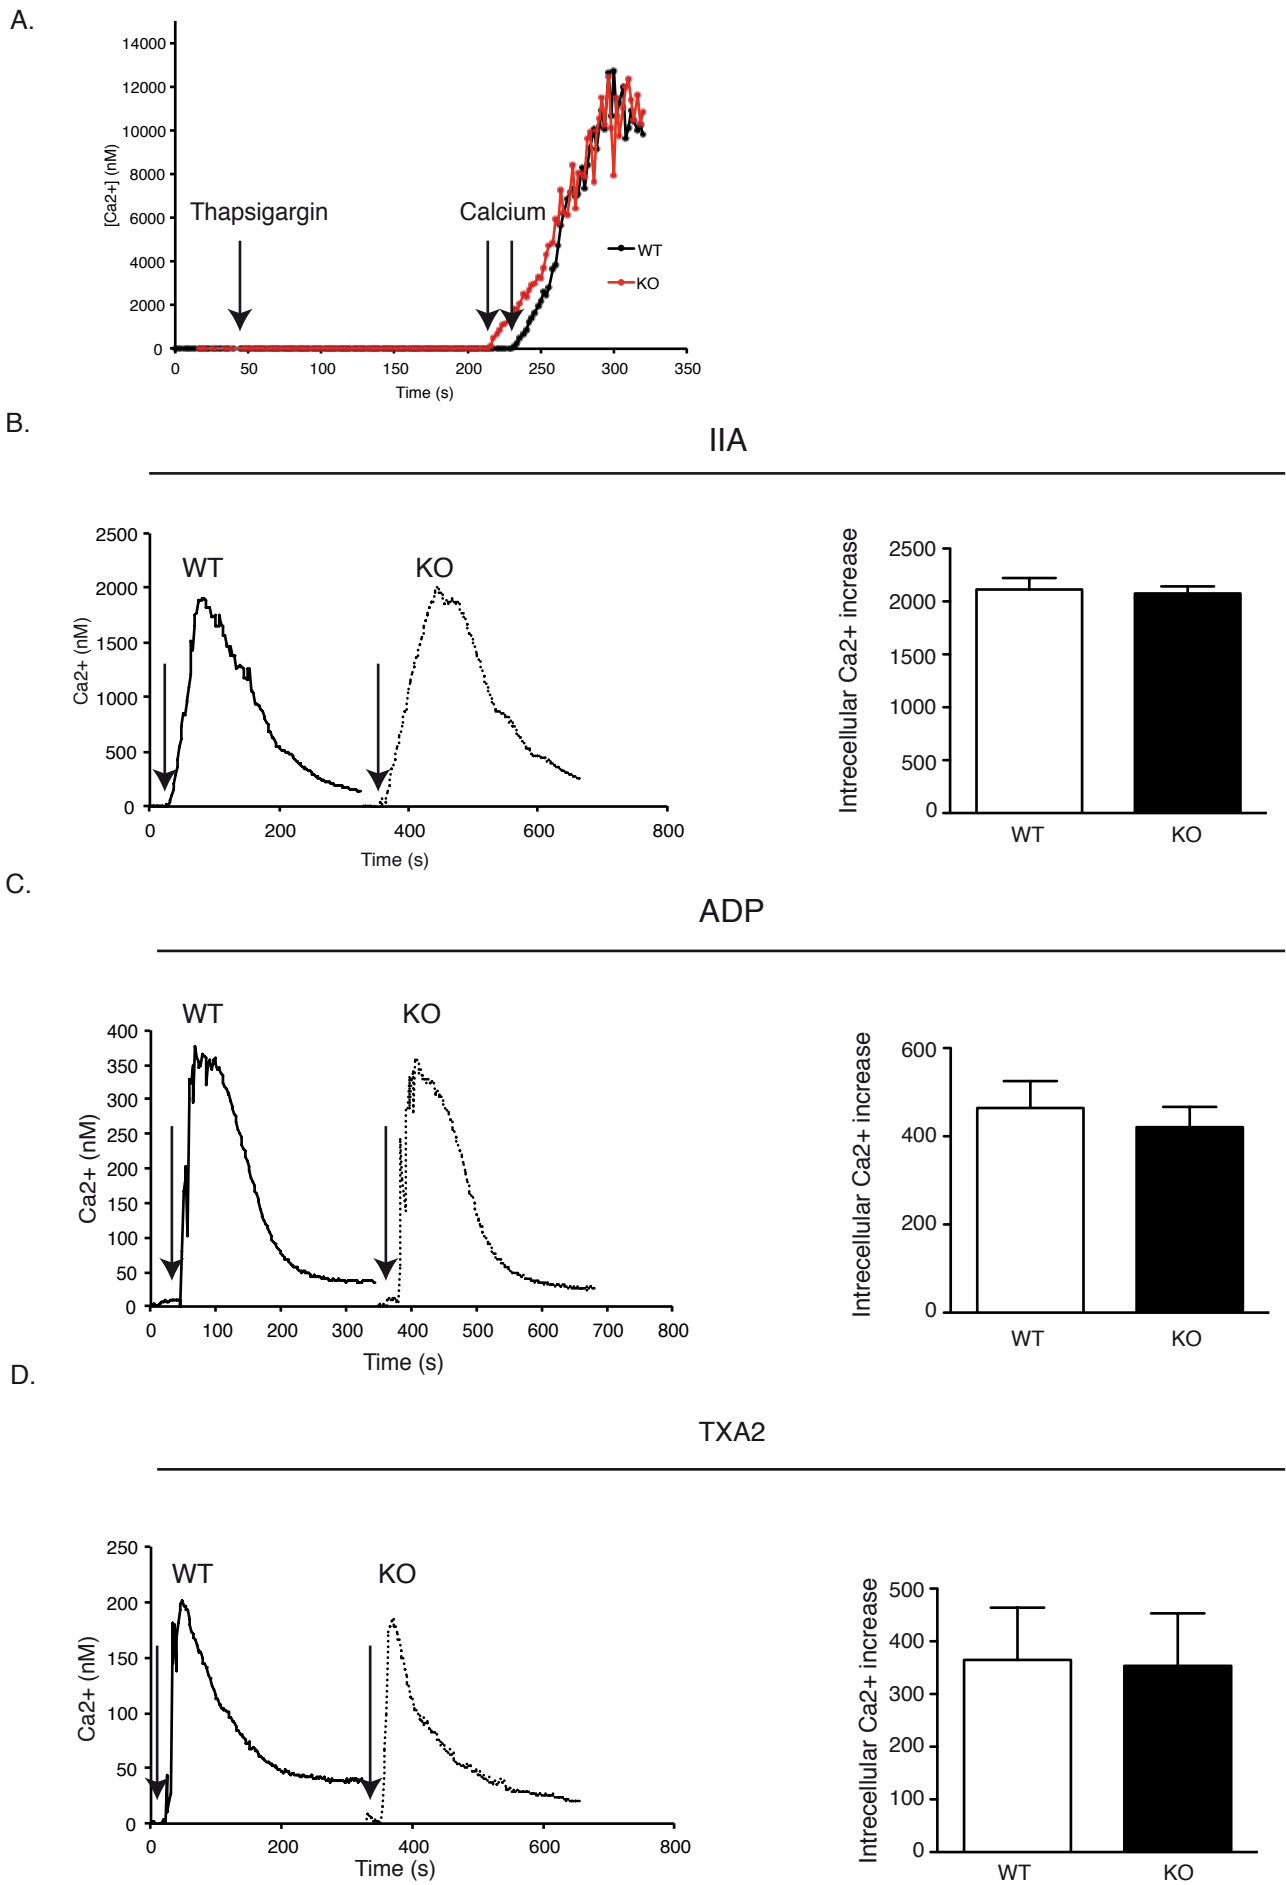 A.
14000
12000
10000
8000
6000
4000
2000
0
[Ca2+] (nM)
Thapsigargin
Calcium
WT
KO
0 50 100 150 200 250 300 350
Time (s)
B.
IIA
2500
2000
1500
1000
500
0
Ca2+ (nM)
WT
KO
0 200 400 600 800
Time (s)
Intrecellular Ca2+ increase
2500
2000
1500
1000
500
0
WT KO
C.
ADP
400
350
300
250
200
150
100
50
0
Ca2+ (nM)
WT
KO
0 100 200 300 400 500 600 700 800
Time (s)
Intrecellular Ca2+ increase
600
400
200
0
WT KO
D.
TXA2
250
200
150
100
50
0
Ca2+ (nM)
WT
KO
0 200 400 600 800
Time (s)
Intrecellular Ca2+ increase
500
400
300
200
100
0
WT KO